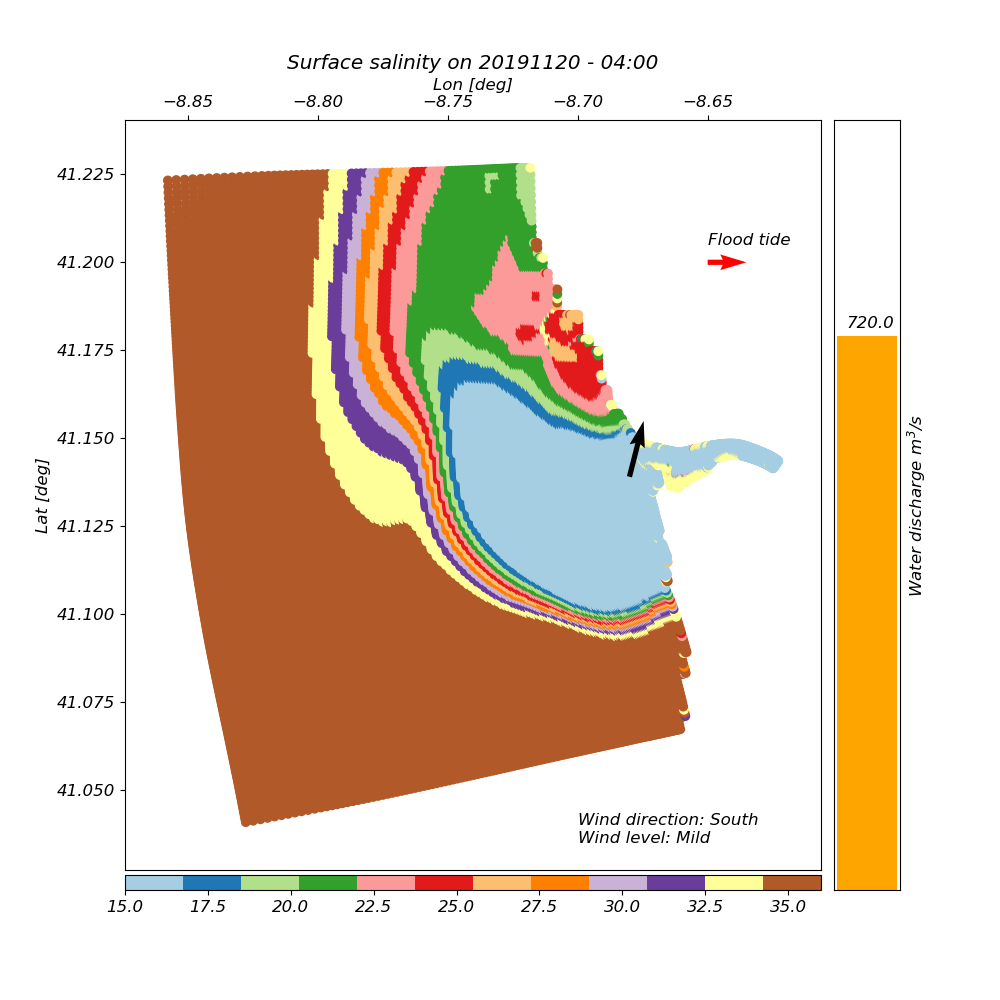 Surface salinity on 20191120 - 04:00
Lon [deg]
−8.85 −8.80 −8.75 −8.70 −8.65
41.225
41.200
41.175
41.150
41.125
41.100
41.075
41.050
Lat [deg]
Flood tide
720.0
Water discharge m³/s
Wind direction: South
Wind level: Mild
15.0 17.5 20.0 22.5 25.0 27.5 30.0 32.5 35.0